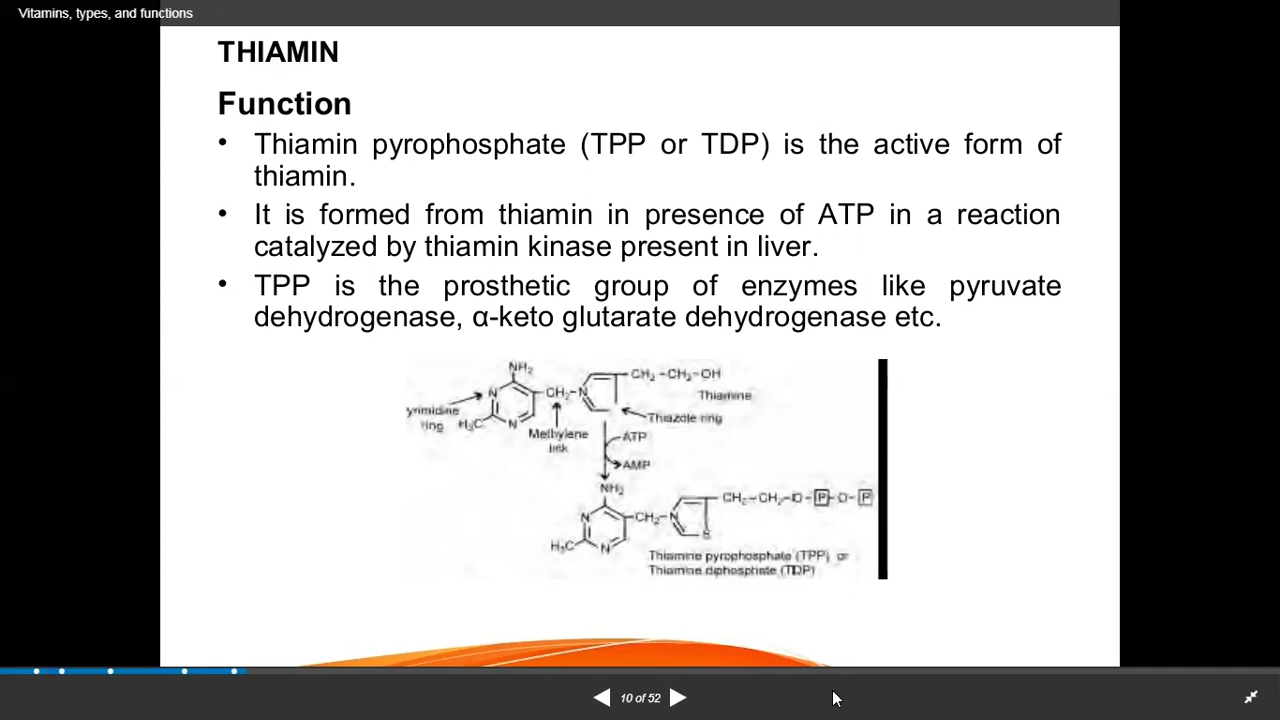 Vitamins, types, and functions
THIAMIN
Function
• Thiamin pyrophosphate (TPP or TDP) is the active form of
thiamin.
• It is formed from thiamin in presence of ATP in a reaction
catalyzed by thiamin kinase present in liver.
• TPP is the prosthetic group of enzymes like pyruvate
dehydrogenase, α-keto glutarate dehydrogenase etc.
NH₂
N CH₂ N CH₂-CH₂-OH
Thiamine
yrimidine
ring
H₃C N
Thiazole ring
Methylene
link
ATP
AMP
NH₂
N CH₂ N CH₂-CH₂-O-P-O-P
H₃C N S
Thiamine pyrophosphate (TPP) or
Thiamine diphosphate (TDP)
10 of 52